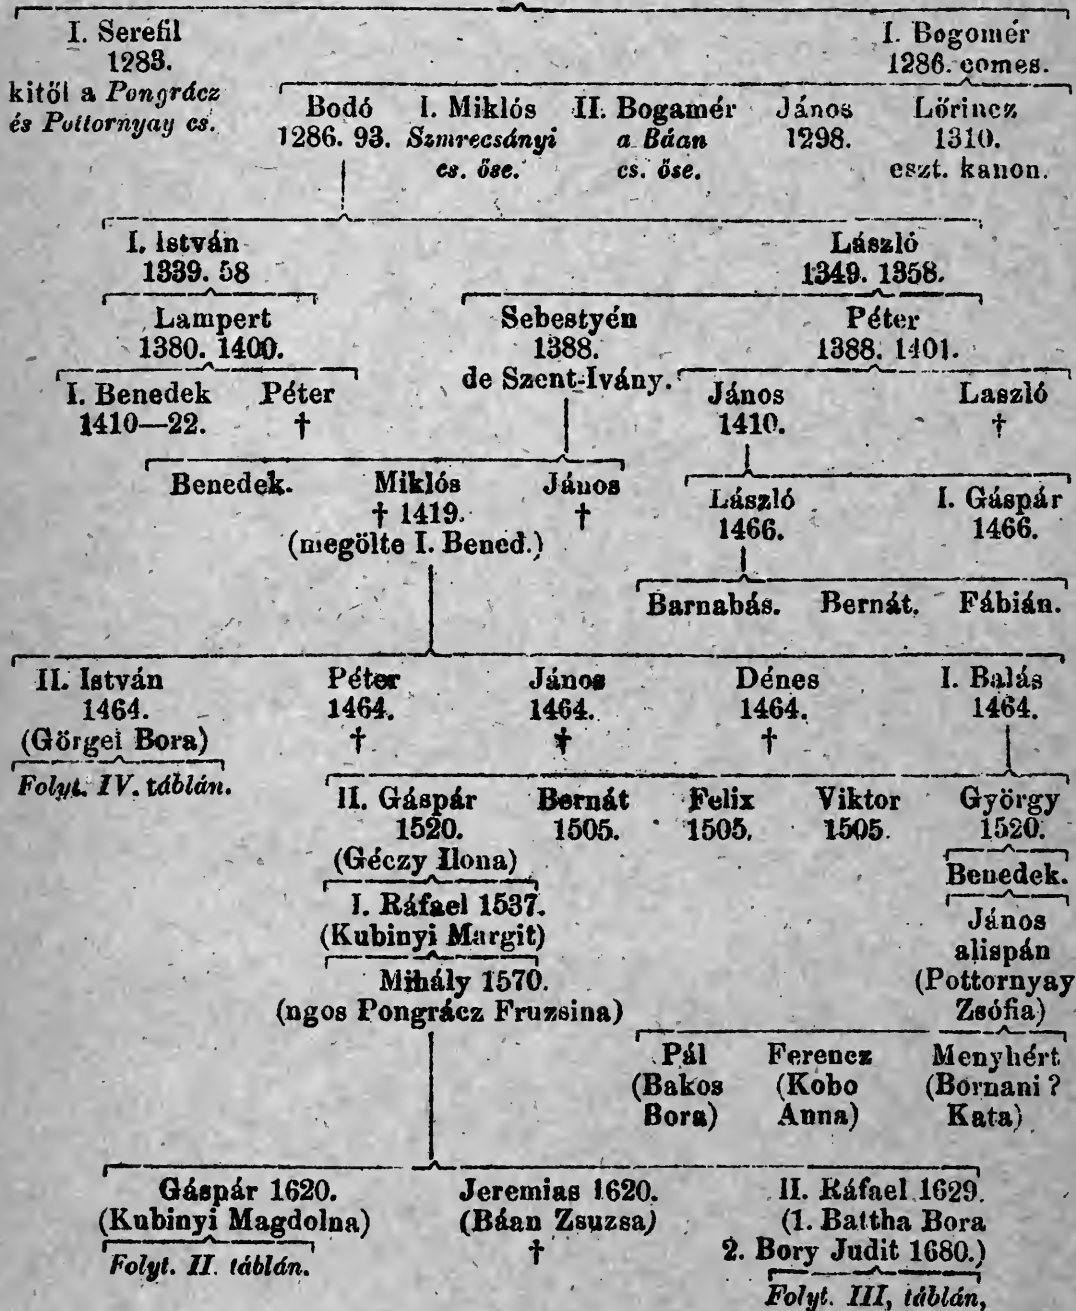 I. Serefil
1283.
kitől a Pongrácz
és Pottornyay cs.
I. Bogomér
1286. comes.
Bodó I. Miklós II. Bogamér János Lőrincz
1286. 93. Szmrecsányi a Báan 1298. 1310.
cs. őse. cs. őse. eszt. kanon.
I. István László
1339. 58 1349. 1358.
Lampert Sebestyén Péter
1380. 1400. 1388. 1388. 1401.
de Szent-Ivány.
I. Benedek Péter János Laszló
1410—22. † 1410. †
Benedek. Miklós János László I. Gáspár
† 1419. † 1466. 1466.
(megölte I. Bened.)
Barnabás. Bernát. Fábián.
II. István Péter János Dénes I. Balás
1464. 1464. 1464. 1464. 1464.
(Görgei Bora) † † †
Folyt. IV. táblán.
II. Gáspár Bernát Felix Viktor György
1520. 1505. 1505. 1505. 1520.
(Géczy Ilona) Benedek.
I. Ráfael 1537. János
(Kubinyi Margit) alispán
Mihály 1570. (Pottornyay
(ngos Pongrácz Fruzsina) Zsófia)
Pál Ferencz Menyhért
(Bakos (Kobo (Bornani ?
Bora) Anna) Kata)
Gáspár 1620. Jeremias 1620. II. Ráfael 1629.
(Kubinyi Magdolna) (Báan Zsuzsa) (1. Battha Bora
† 2. Bory Judit 1680.)
Folyt. II. táblán.
Folyt. III, táblán,